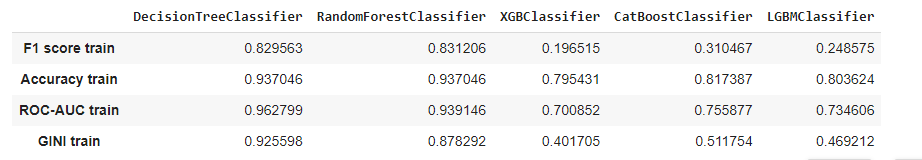 DecisionTreeClassifier RandomForestClassifier XGBClassifier CatBoostClassifier LGBMClassifier
F1 score train 0.829563 0.831206 0.196515 0.310467 0.248575
Accuracy train 0.937046 0.937046 0.795431 0.817387 0.803624
ROC-AUC train 0.962799 0.939146 0.700852 0.755877 0.734606
GINI train 0.925598 0.878292 0.401705 0.511754 0.469212